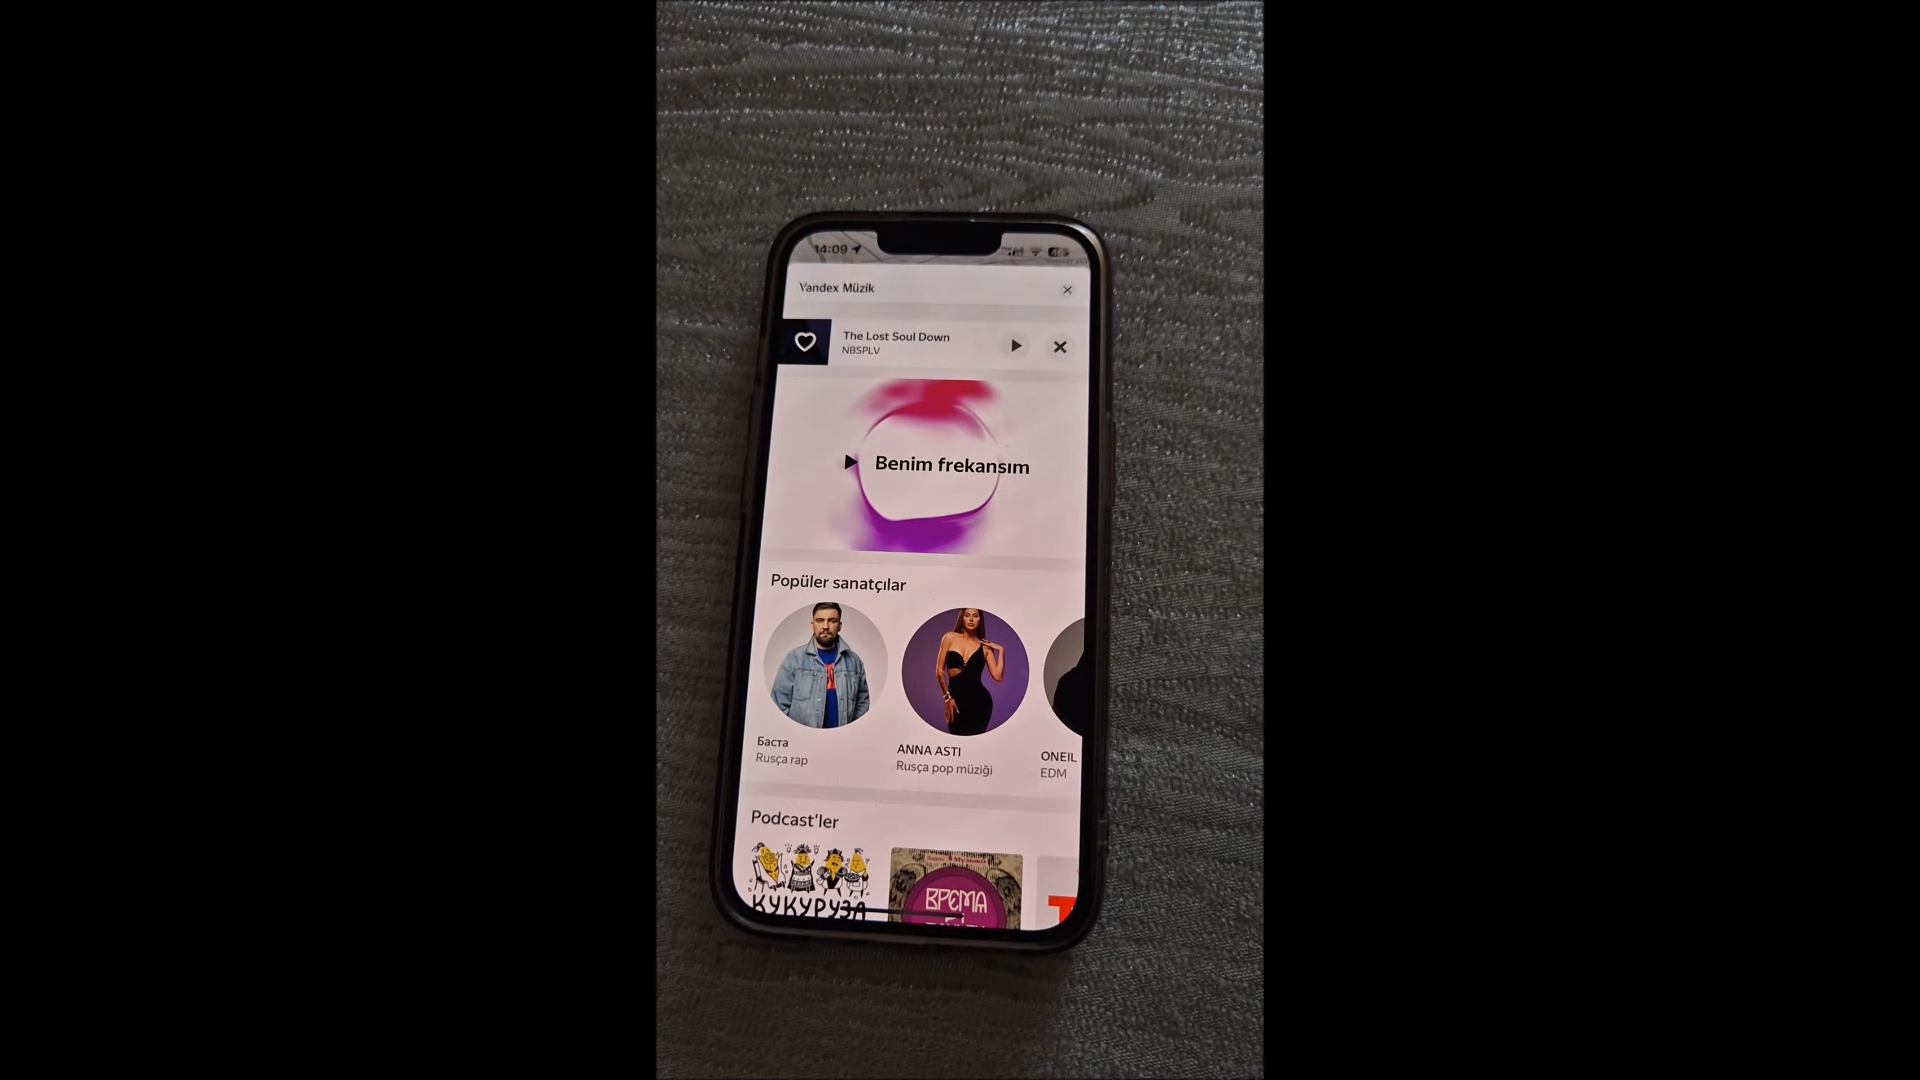 14:09
Yandex Müzik
The Lost Soul Down
NBSPLV
Benim frekansım
Popüler sanatçılar
Баста
Rusça rap
ANNA ASTI
Rusça pop müziği
ONEIL
EDM
Podcast'ler
КУКУРУЗА
ВРЕМА